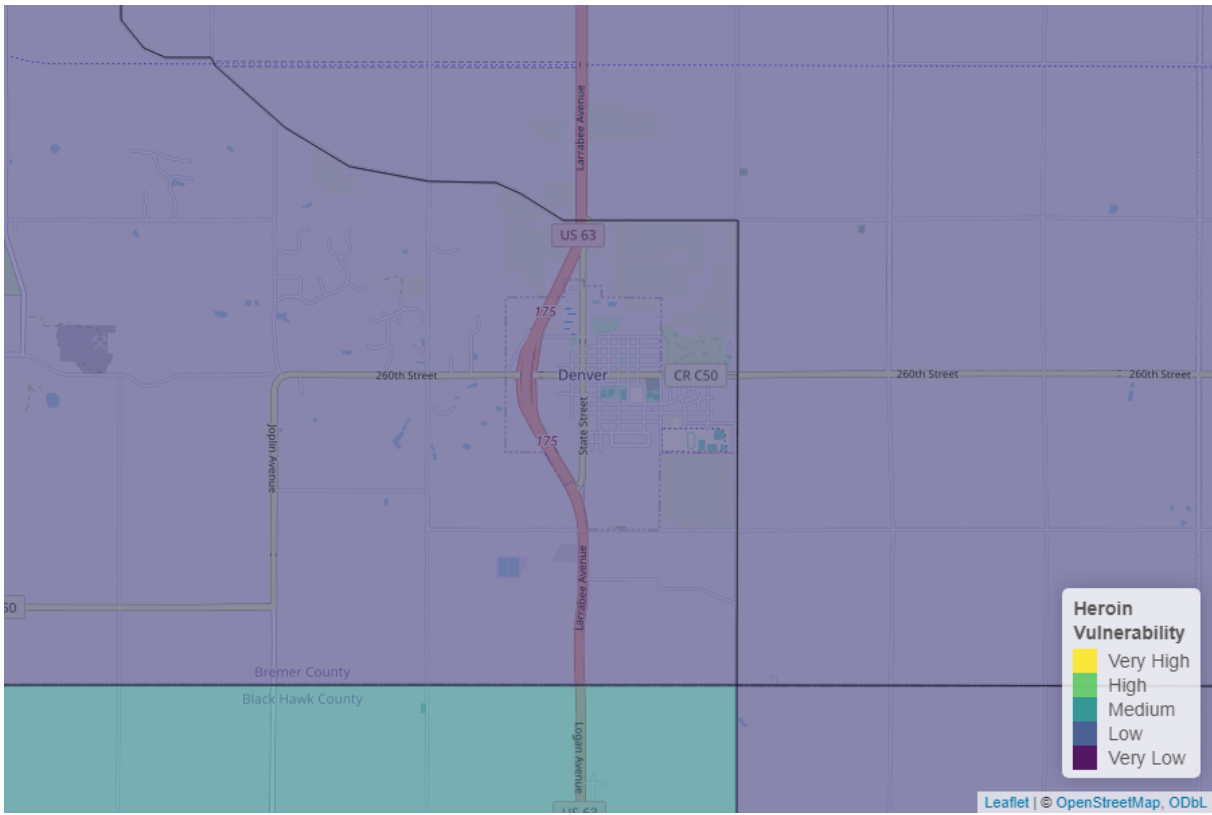 Larrabee Avenue
US 63
175
260th Street
Denver
CR C50
260th Street
260th Street
175
State Street
Joplin Avenue
Larrabee Avenue
50
Bremer County
Black Hawk County
Logan Avenue
US 63
Heroin
Vulnerability
Very High
High
Medium
Low
Very Low
Leaflet | © OpenStreetMap, ODbL